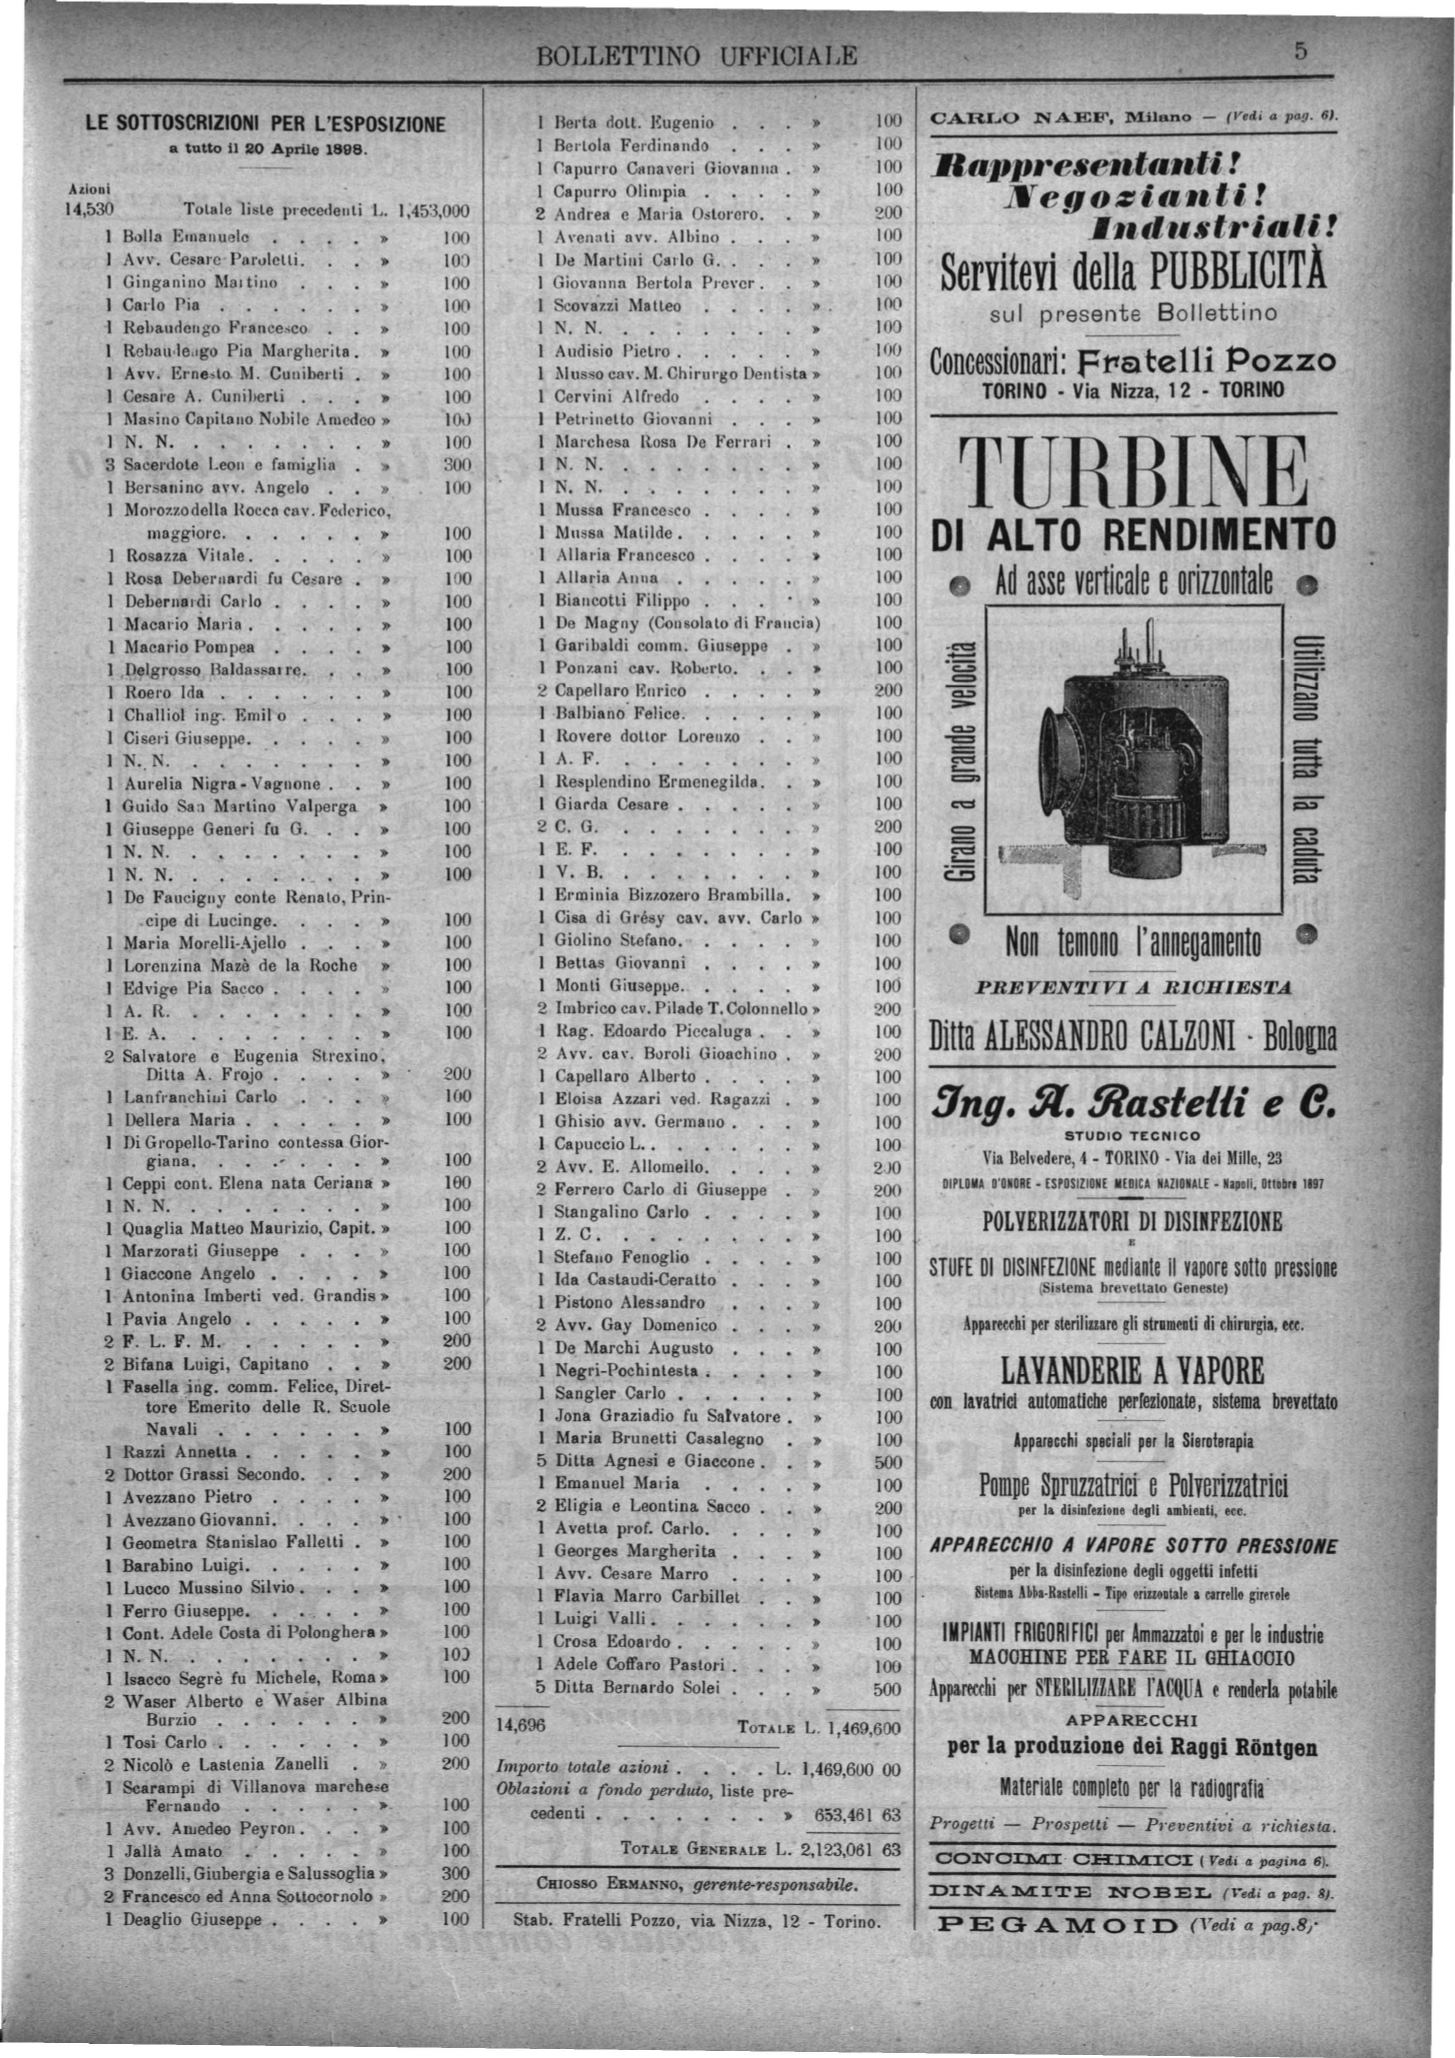 BOLLETTINO UFFICIALE 5
LE SOTTOSCRIZIONI PER L'ESPOSIZIONE
a tutto il 20 Aprile 1898.
Azioni
14,530 Totale liste precedenti L. 1,453,000
1 Bolla Emanuele . . . . » 100
1 Avv. Cesare Paroletti. . . » 100
1 Ginganino Martino . . . » 100
1 Carlo Pia . . . . . . » 100
1 Rebaudengo Francesco . . » 100
1 Rebaudengo Pia Margherita. » 100
1 Avv. Ernesto M. Cuniberti . » 100
1 Cesare A. Cuniberti . . . » 100
1 Masino Capitano Nobile Amedeo » 100
1 N. N. . . . . . . . » 100
3 Sacerdote Leon e famiglia . » 300
1 Bersanino avv. Angelo . . » 100
1 Morozzo della Rocca cav. Federico,
maggiore. . . . . . » 100
1 Rosazza Vitale. . . . . » 100
1 Rosa Debernardi fu Cesare . » 100
1 Debernardi Carlo . . . . » 100
1 Macario Maria . . . . . » 100
1 Macario Pompea . . . . » 100
1 Delgrosso Baldassarre. . . » 100
1 Roero Ida . . . . . . » 100
1 Challiol ing. Emilo . . . » 100
1 Ciseri Giuseppe. . . . . » 100
1 N. N. . . . . . . . » 100
1 Aurelia Nigra - Vagnone . . » 100
1 Guido San Martino Valperga » 100
1 Giuseppe Generi fu G. . . » 100
1 N. N. . . . . . . . » 100
1 N. N. . . . . . . . » 100
1 De Faucigny conte Renato, Prin-
cipe di Lucinge. . . . » 100
1 Maria Morelli-Ajello . . . » 100
1 Lorenzina Mazè de la Roche » 100
1 Edvige Pia Sacco . . . . » 100
1 A. R. . . . . . . . » 100
1 E. A. . . . . . . . » 100
2 Salvatore e Eugenia Strexino,
Ditta A. Frojo . . . . » 200
1 Lanfranchini Carlo . . . » 100
1 Dellera Maria . . . . . » 100
1 Di Gropello-Tarino contessa Gior-
giana. . . . . . . » 100
1 Ceppi cont. Elena nata Ceriana » 100
1 N. N. . . . . . . . » 100
1 Quaglia Matteo Maurizio, Capit. » 100
1 Marzorati Giuseppe . . . » 100
1 Giaccone Angelo . . . . » 100
1 Antonina Imberti ved. Grandis » 100
1 Pavia Angelo . . . . . » 100
2 F. L. F. M. . . . . . » 200
2 Bifana Luigi, Capitano . . » 200
1 Fasella ing. comm. Felice, Diret-
tore Emerito delle R. Scuole
Navali . . . . . . » 100
1 Razzi Annetta . . . . . » 100
2 Dottor Grassi Secondo. . . » 200
1 Avezzano Pietro . . . . » 100
1 Avezzano Giovanni. . . . » 100
1 Geometra Stanislao Falletti . » 100
1 Barabino Luigi. . . . . » 100
1 Lucco Mussino Silvio . . . » 100
1 Ferro Giuseppe. . . . . » 100
1 Cont. Adele Costa di Polonghera » 100
1 N. N. . . . . . . . » 100
1 Isacco Segrè fu Michele, Roma » 100
2 Waser Alberto e Waser Albina
Burzio . . . . . . » 200
1 Tosi Carlo . . . . . . » 100
2 Nicolò e Lastenia Zanelli . » 200
1 Scarampi di Villanova marchese
Fernando . . . . . » 100
1 Avv. Amedeo Peyron. . . » 100
1 Jallà Amato . . . . . » 100
3 Donzelli, Giubergia e Salussoglia » 300
2 Francesco ed Anna Sottocornolo » 200
1 Deaglio Giuseppe . . . . » 100
1 Berta dott. Eugenio . . . » 100
1 Bertola Ferdinando . . . » 100
1 Capurro Canaveri Giovanna . » 100
1 Capurro Olimpia . . . . » 100
2 Andrea e Maria Ostorero. . » 200
1 Avenati avv. Albino . . . » 100
1 De Martini Carlo G. . . . » 100
1 Giovanna Bertola Prever . . » 100
1 Scovazzi Matteo . . . . » 100
1 N. N. . . . . . . . » 100
1 Audisio Pietro . . . . . » 100
1 Musso cav. M. Chirurgo Dentista » 100
1 Cervini Alfredo . . . . » 100
1 Petrinetto Giovanni . . . » 100
1 Marchesa Rosa De Ferrari . » 100
1 N. N. . . . . . . . » 100
1 N. N. . . . . . . . » 100
1 Mussa Francesco . . . . » 100
1 Mussa Matilde . . . . . » 100
1 Allaria Francesco . . . . » 100
1 Allaria Anna . . . . . » 100
1 Biancotti Filippo . . . . » 100
1 De Magny (Consolato di Francia) 100
1 Garibaldi comm. Giuseppe . » 100
1 Ponzani cav. Roberto. . . » 100
2 Capellaro Enrico . . . . » 200
1 Balbiano Felice. . . . . » 100
1 Rovere dottor Lorenzo . . » 100
1 A. F. . . . . . . . » 100
1 Resplendino Ermenegilda. . » 100
1 Giarda Cesare . . . . . » 100
2 C. G. . . . . . . . » 200
1 E. F. . . . . . . . » 100
1 V. B. . . . . . . . » 100
1 Erminia Bizzozero Brambilla. » 100
1 Cisa di Grésy cav. avv. Carlo » 100
1 Giolino Stefano. . . . . » 100
1 Bettas Giovanni . . . . » 100
1 Monti Giuseppe. . . . . » 100
2 Imbrico cav. Pilade T. Colonnello » 200
1 Rag. Edoardo Piccaluga . . » 100
2 Avv. cav. Boroli Gioachino . » 200
1 Capellaro Alberto . . . . » 100
1 Eloisa Azzari ved. Ragazzi . » 100
1 Ghisio avv. Germano . . . » 100
1 Capuccio L. . . . . . . » 100
2 Avv. E. Allomello. . . . » 200
2 Ferrero Carlo di Giuseppe . » 200
1 Stangalino Carlo . . . . » 100
1 Z. C. . . . . . . . » 100
1 Stefano Fenoglio . . . . » 100
1 Ida Castaudi-Ceratto . . . » 100
1 Pistono Alessandro . . . » 100
2 Avv. Gay Domenico . . . » 200
1 De Marchi Augusto . . . » 100
1 Negri-Pochintesta . . . . » 100
1 Sangler Carlo . . . . . » 100
1 Jona Graziadio fu Salvatore . » 100
1 Maria Brunetti Casalegno . » 100
5 Ditta Agnesi e Giaccone . . » 500
1 Emanuel Maria . . . . » 100
2 Eligia e Leontina Sacco . . » 200
1 Avetta prof. Carlo. . . . » 100
1 Georges Margherita . . . » 100
1 Avv. Cesare Marro . . . » 100
1 Flavia Marro Carbillet . . » 100
1 Luigi Valli . . . . . . » 100
1 Crosa Edoardo . . . . . » 100
1 Adele Coffaro Pastori . . . » 100
5 Ditta Bernardo Solei . . . » 500
14,696 TOTALE L. 1,469,600
Importo totale azioni . . . . L. 1,469,600 00
Oblazioni a fondo perduto, liste pre-
cedenti . . . . . . . » 653,461 63
TOTALE GENERALE L. 2,123,061 63
CHIOSSO ERMANNO, gerente-responsabile.
Stab. Fratelli Pozzo, via Nizza, 12 - Torino.
CARLO NAEF, Milano — (Vedi a pag. 6).
Rappresentanti!
Negozianti!
Industriali!
Servitevi della PUBBLICITÀ
sul presente Bollettino
Concessionari: Fratelli Pozzo
TORINO - Via Nizza, 12 - TORINO
TURBINE
DI ALTO RENDIMENTO
Ad asse verticale e orizzontale
Girano a grande velocità
Utilizzano tutta la caduta
Non temono l'annegamento
PREVENTIVI A RICHIESTA
Ditta ALESSANDRO CALZONI - Bologna
Ing. A. Rastelli e C.
STUDIO TECNICO
Via Belvedere, 4 - TORINO - Via dei Mille, 23
DIPLOMA D'ONORE - ESPOSIZIONE MEDICA NAZIONALE - Napoli, Ottobre 1897
POLVERIZZATORI DI DISINFEZIONE
E
STUFE DI DISINFEZIONE mediante il vapore sotto pressione
(Sistema brevettato Geneste)
Apparecchi per sterilizzare gli strumenti di chirurgia, ecc.
LAVANDERIE A VAPORE
con lavatrici automatiche perfezionate, sistema brevettato
Apparecchi speciali per la Sieroterapia
Pompe Spruzzatrici e Polverizzatrici
per la disinfezione degli ambienti, ecc.
APPARECCHIO A VAPORE SOTTO PRESSIONE
per la disinfezione degli oggetti infetti
Sistema Abba-Rastelli - Tipo orizzontale a carrello girevole
IMPIANTI FRIGORIFICI per Ammazzatoi e per le industrie
MACCHINE PER FARE IL GHIACCIO
Apparecchi per STERILIZZARE l'ACQUA e renderla potabile
APPARECCHI
per la produzione dei Raggi Röntgen
Materiale completo per la radiografia
Progetti — Prospetti — Preventivi a richiesta.
CONCIMI CHIMICI (Vedi a pagina 6).
DINAMITE NOBEL (Vedi a pag. 8).
PEGAMOID (Vedi a pag. 8).